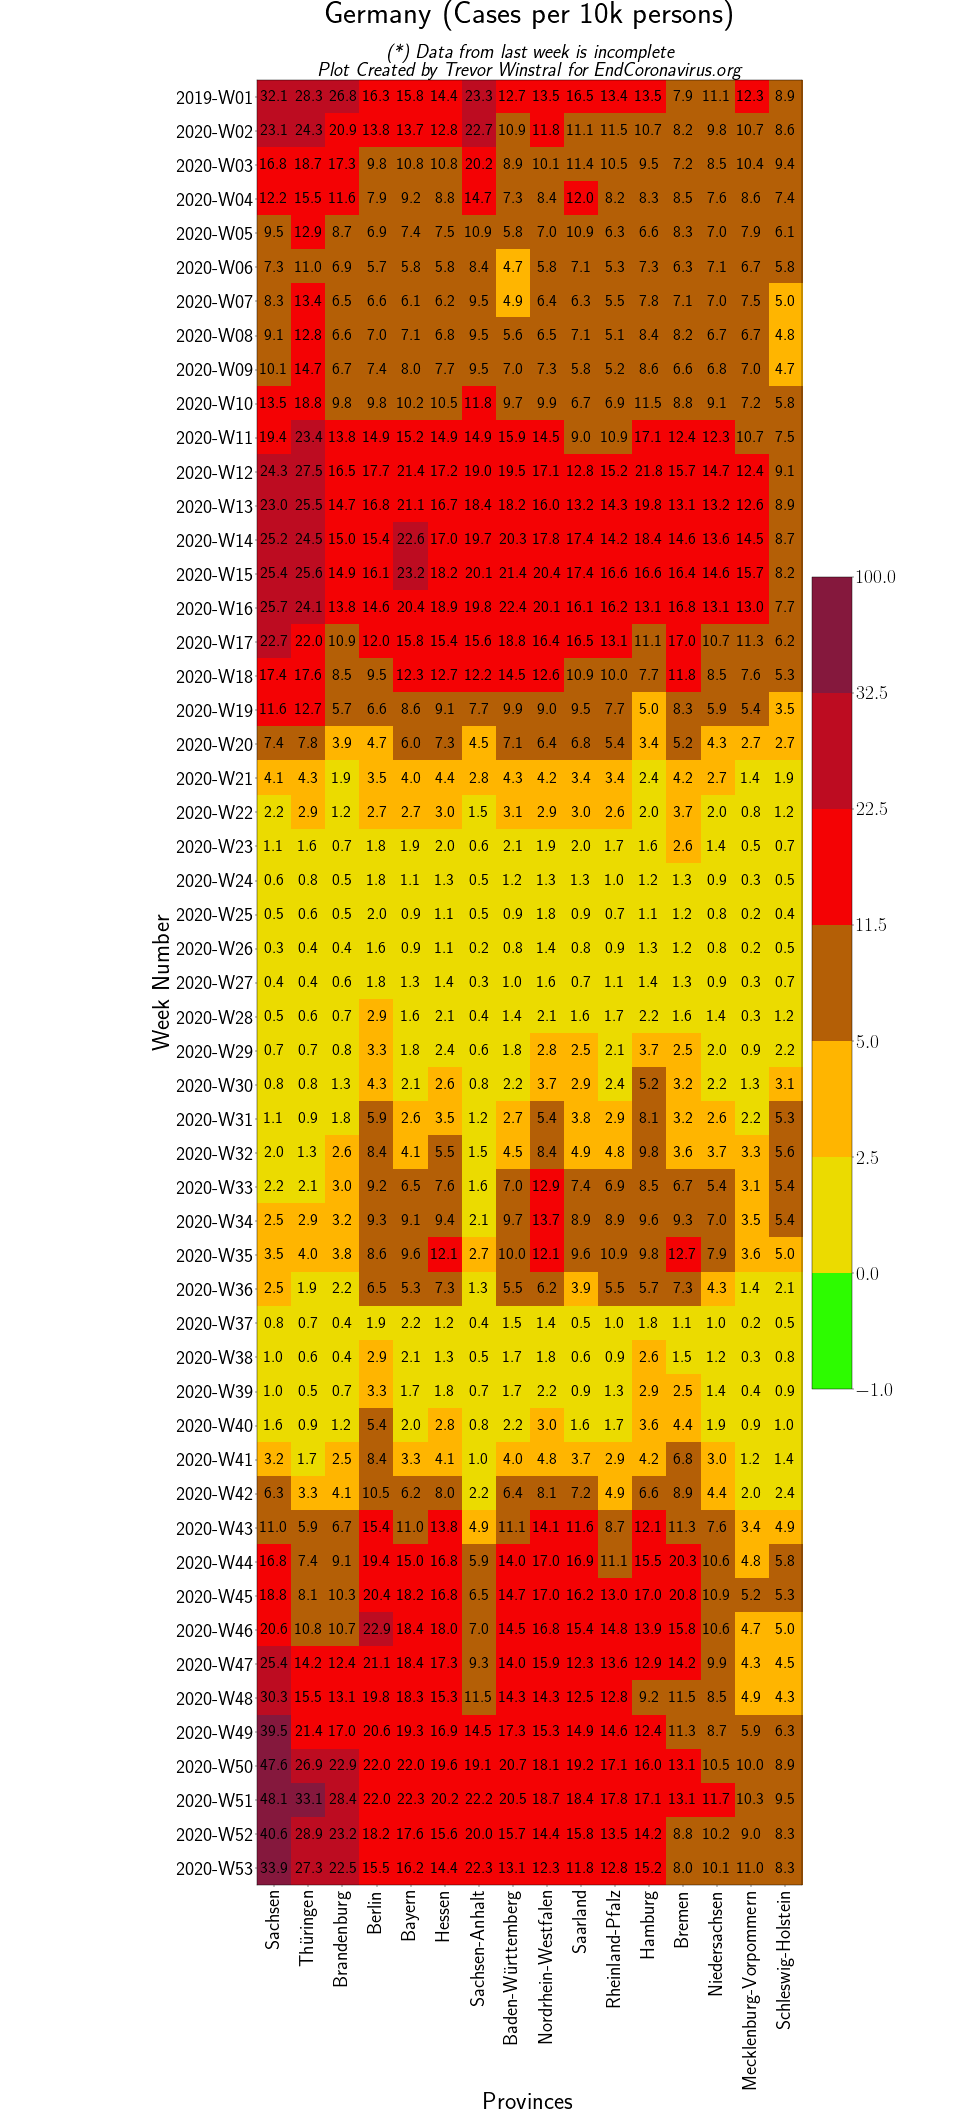 Germany (Cases per 10k persons)
(*) Data from last week is incomplete
Plot Created by Trevor Winstral for EndCoronavirus.org
2019-W01 32.1 28.3 26.8 16.3 15.8 14.4 23.3 12.7 13.5 16.5 13.4 13.5 7.9 11.1 12.3 8.9
2020-W02 23.1 24.3 20.9 13.8 13.7 12.8 22.7 10.9 11.8 11.1 11.5 10.7 8.2 9.8 10.7 8.6
2020-W03 16.8 18.7 17.3 9.8 10.8 10.8 20.2 8.9 10.1 11.4 10.5 9.5 7.2 8.5 10.4 9.4
2020-W04 12.2 15.5 11.6 7.9 9.2 8.8 14.7 7.3 8.4 12.0 8.2 8.3 8.5 7.6 8.6 7.4
2020-W05 9.5 12.9 8.7 6.9 7.4 7.5 10.9 5.8 7.0 10.9 6.3 6.6 8.3 7.0 7.9 6.1
2020-W06 7.3 11.0 6.9 5.7 5.8 5.8 8.4 4.7 5.8 7.1 5.3 7.3 6.3 7.1 6.7 5.8
2020-W07 8.3 13.4 6.5 6.6 6.1 6.2 9.5 4.9 6.4 6.3 5.5 7.8 7.1 7.0 7.5 5.0
2020-W08 9.1 12.8 6.6 7.0 7.1 6.8 9.5 5.6 6.5 7.1 5.1 8.4 8.2 6.7 6.7 4.8
2020-W09 10.1 14.7 6.7 7.4 8.0 7.7 9.5 7.0 7.3 5.8 5.2 8.6 6.6 6.8 7.0 4.7
2020-W10 13.5 18.8 9.8 9.8 10.2 10.5 11.8 9.7 9.9 6.7 6.9 11.5 8.8 9.1 7.2 5.8
2020-W11 19.4 23.4 13.8 14.9 15.2 14.9 14.9 15.9 14.5 9.0 10.9 17.1 12.4 12.3 10.7 7.5
2020-W12 24.3 27.5 16.5 17.7 21.4 17.2 19.0 19.5 17.1 12.8 15.2 21.8 15.7 14.7 12.4 9.1
2020-W13 23.0 25.5 14.7 16.8 21.1 16.7 18.4 18.2 16.0 13.2 14.3 19.8 13.1 13.2 12.6 8.9
2020-W14 25.2 24.5 15.0 15.4 22.6 17.0 19.7 20.3 17.8 17.4 14.2 18.4 14.6 13.6 14.5 8.7
2020-W15 25.4 25.6 14.9 16.1 23.2 18.2 20.1 21.4 20.4 17.4 16.6 16.6 16.4 14.6 15.7 8.2
2020-W16 25.7 24.1 13.8 14.6 20.4 18.9 19.8 22.4 20.1 16.1 16.2 13.1 16.8 13.1 13.0 7.7
2020-W17 22.7 22.0 10.9 12.0 15.8 15.4 15.6 18.8 16.4 16.5 13.1 11.1 17.0 10.7 11.3 6.2
2020-W18 17.4 17.6 8.5 9.5 12.3 12.7 12.2 14.5 12.6 10.9 10.0 7.7 11.8 8.5 7.6 5.3
2020-W19 11.6 12.7 5.7 6.6 8.6 9.1 7.7 9.9 9.0 9.5 7.7 5.0 8.3 5.9 5.4 3.5
2020-W20 7.4 7.8 3.9 4.7 6.0 7.3 4.5 7.1 6.4 6.8 5.4 3.4 5.2 4.3 2.7 2.7
2020-W21 4.1 4.3 1.9 3.5 4.0 4.4 2.8 4.3 4.2 3.4 3.4 2.4 4.2 2.7 1.4 1.9
2020-W22 2.2 2.9 1.2 2.7 2.7 3.0 1.5 3.1 2.9 3.0 2.6 2.0 3.7 2.0 0.8 1.2
2020-W23 1.1 1.6 0.7 1.8 1.9 2.0 0.6 2.1 1.9 2.0 1.7 1.6 2.6 1.4 0.5 0.7
2020-W24 0.6 0.8 0.5 1.8 1.1 1.3 0.5 1.2 1.3 1.3 1.0 1.2 1.3 0.9 0.3 0.5
2020-W25 0.5 0.6 0.5 2.0 0.9 1.1 0.5 0.9 1.8 0.9 0.7 1.1 1.2 0.8 0.2 0.4
2020-W26 0.3 0.4 0.4 1.6 0.9 1.1 0.2 0.8 1.4 0.8 0.9 1.3 1.2 0.8 0.2 0.5
2020-W27 0.4 0.4 0.6 1.8 1.3 1.4 0.3 1.0 1.6 0.7 1.1 1.4 1.3 0.9 0.3 0.7
2020-W28 0.5 0.6 0.7 2.9 1.6 2.1 0.4 1.4 2.1 1.6 1.7 2.2 1.6 1.4 0.3 1.2
2020-W29 0.7 0.7 0.8 3.3 1.8 2.4 0.6 1.8 2.8 2.5 2.1 3.7 2.5 2.0 0.9 2.2
2020-W30 0.8 0.8 1.3 4.3 2.1 2.6 0.8 2.2 3.7 2.9 2.4 5.2 3.2 2.2 1.3 3.1
2020-W31 1.1 0.9 1.8 5.9 2.6 3.5 1.2 2.7 5.4 3.8 2.9 8.1 3.2 2.6 2.2 5.3
2020-W32 2.0 1.3 2.6 8.4 4.1 5.5 1.5 4.5 8.4 4.9 4.8 9.8 3.6 3.7 3.3 5.6
2020-W33 2.2 2.1 3.0 9.2 6.5 7.6 1.6 7.0 12.9 7.4 6.9 8.5 6.7 5.4 3.1 5.4
2020-W34 2.5 2.9 3.2 9.3 9.1 9.4 2.1 9.7 13.7 8.9 8.9 9.6 9.3 7.0 3.5 5.4
2020-W35 3.5 4.0 3.8 8.6 9.6 12.1 2.7 10.0 12.1 9.6 10.9 9.8 12.7 7.9 3.6 5.0
2020-W36 2.5 1.9 2.2 6.5 5.3 7.3 1.3 5.5 6.2 3.9 5.5 5.7 7.3 4.3 1.4 2.1
2020-W37 0.8 0.7 0.4 1.9 2.2 1.2 0.4 1.5 1.4 0.5 1.0 1.8 1.1 1.0 0.2 0.5
2020-W38 1.0 0.6 0.4 2.9 2.1 1.3 0.5 1.7 1.8 0.6 0.9 2.6 1.5 1.2 0.3 0.8
2020-W39 1.0 0.5 0.7 3.3 1.7 1.8 0.7 1.7 2.2 0.9 1.3 2.9 2.5 1.4 0.4 0.9
2020-W40 1.6 0.9 1.2 5.4 2.0 2.8 0.8 2.2 3.0 1.6 1.7 3.6 4.4 1.9 0.9 1.0
2020-W41 3.2 1.7 2.5 8.4 3.3 4.1 1.0 4.0 4.8 3.7 2.9 4.2 6.8 3.0 1.2 1.4
2020-W42 6.3 3.3 4.1 10.5 6.2 8.0 2.2 6.4 8.1 7.2 4.9 6.6 8.9 4.4 2.0 2.4
2020-W43 11.0 5.9 6.7 15.4 11.0 13.8 4.9 11.1 14.1 11.6 8.7 12.1 11.3 7.6 3.4 4.9
2020-W44 16.8 7.4 9.1 19.4 15.0 16.8 5.9 14.0 17.0 16.9 11.1 15.5 20.3 10.6 4.8 5.8
2020-W45 18.8 8.1 10.3 20.4 18.2 16.8 6.5 14.7 17.0 16.2 13.0 17.0 20.8 10.9 5.2 5.3
2020-W46 20.6 10.8 10.7 22.9 18.4 18.0 7.0 14.5 16.8 15.4 14.8 13.9 15.8 10.6 4.7 5.0
2020-W47 25.4 14.2 12.4 21.1 18.4 17.3 9.3 14.0 15.9 12.3 13.6 12.9 14.2 9.9 4.3 4.5
2020-W48 30.3 15.5 13.1 19.8 18.3 15.3 11.5 14.3 14.3 12.5 12.8 9.2 11.5 8.5 4.9 4.3
2020-W49 39.5 21.4 17.0 20.6 19.3 16.9 14.5 17.3 15.3 14.9 14.6 12.4 11.3 8.7 5.9 6.3
2020-W50 47.6 26.9 22.9 22.0 22.0 19.6 19.1 20.7 18.1 19.2 17.1 16.0 13.1 10.5 10.0 8.9
2020-W51 48.1 33.1 28.4 22.0 22.3 20.2 22.2 20.5 18.7 18.4 17.8 17.1 13.1 11.7 10.3 9.5
2020-W52 40.6 28.9 23.2 18.2 17.6 15.6 20.0 15.7 14.4 15.8 13.5 14.2 8.8 10.2 9.0 8.3
2020-W53 33.9 27.3 22.5 15.5 16.2 14.4 22.3 13.1 12.3 11.8 12.8 15.2 8.0 10.1 11.0 8.3
Week Number
Sachsen
Thüringen
Brandenburg
Berlin
Bayern
Hessen
Sachsen-Anhalt
Baden-Württemberg
Nordrhein-Westfalen
Saarland
Rheinland-Pfalz
Hamburg
Bremen
Niedersachsen
Mecklenburg-Vorpommern
Schleswig-Holstein
Provinces
100.0
32.5
22.5
11.5
5.0
2.5
0.0
−1.0